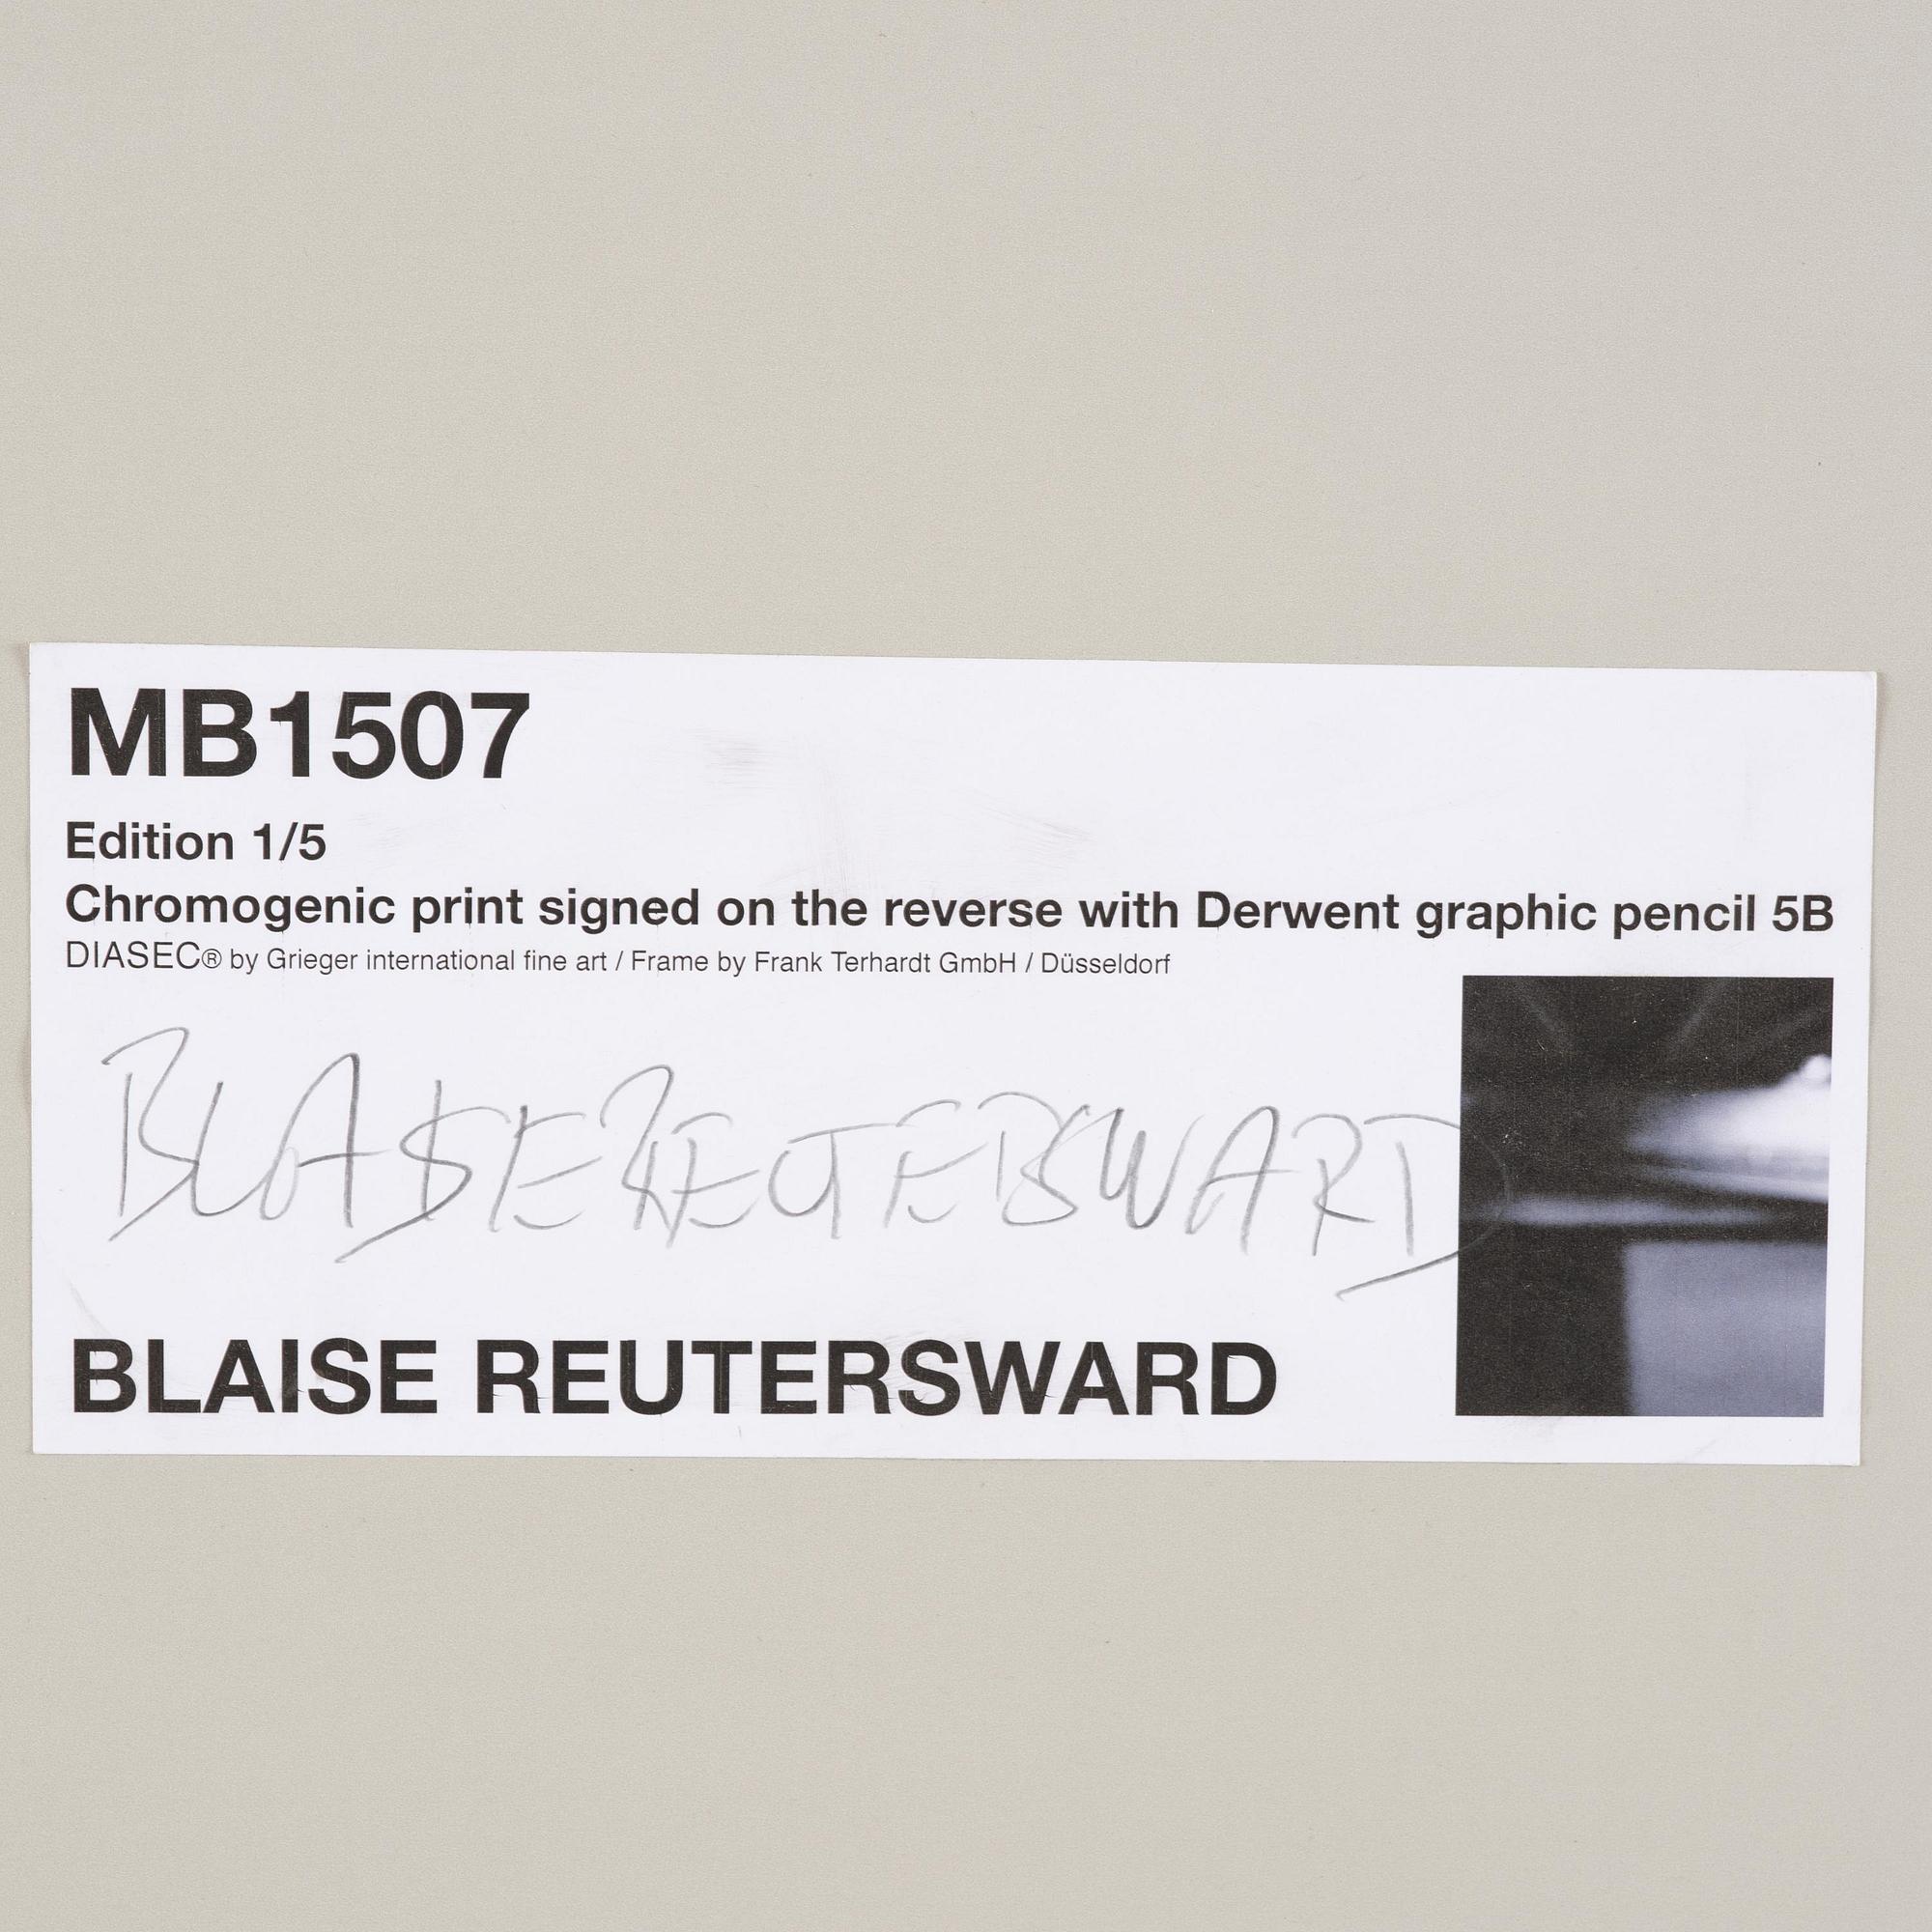 MB1507
Edition 1/5
Chromogenic print signed on the reverse with Derwent graphic pencil 5B
DIASEC® by Grieger international fine art / Frame by Frank Terhardt GmbH / Düsseldorf
BLAISE REUTERSWARD
BLAISE REUTERSWARD